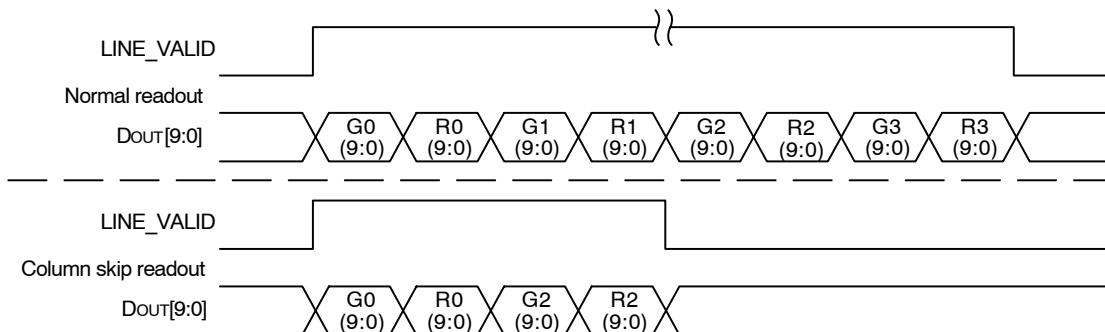 LINE_VALID
Normal readout
DOUT[9:0]
G0 (9:0) R0 (9:0) G1 (9:0) R1 (9:0) G2 (9:0) R2 (9:0) G3 (9:0) R3 (9:0)
LINE_VALID
Column skip readout
DOUT[9:0]
G0 (9:0) R0 (9:0) G2 (9:0) R2 (9:0)